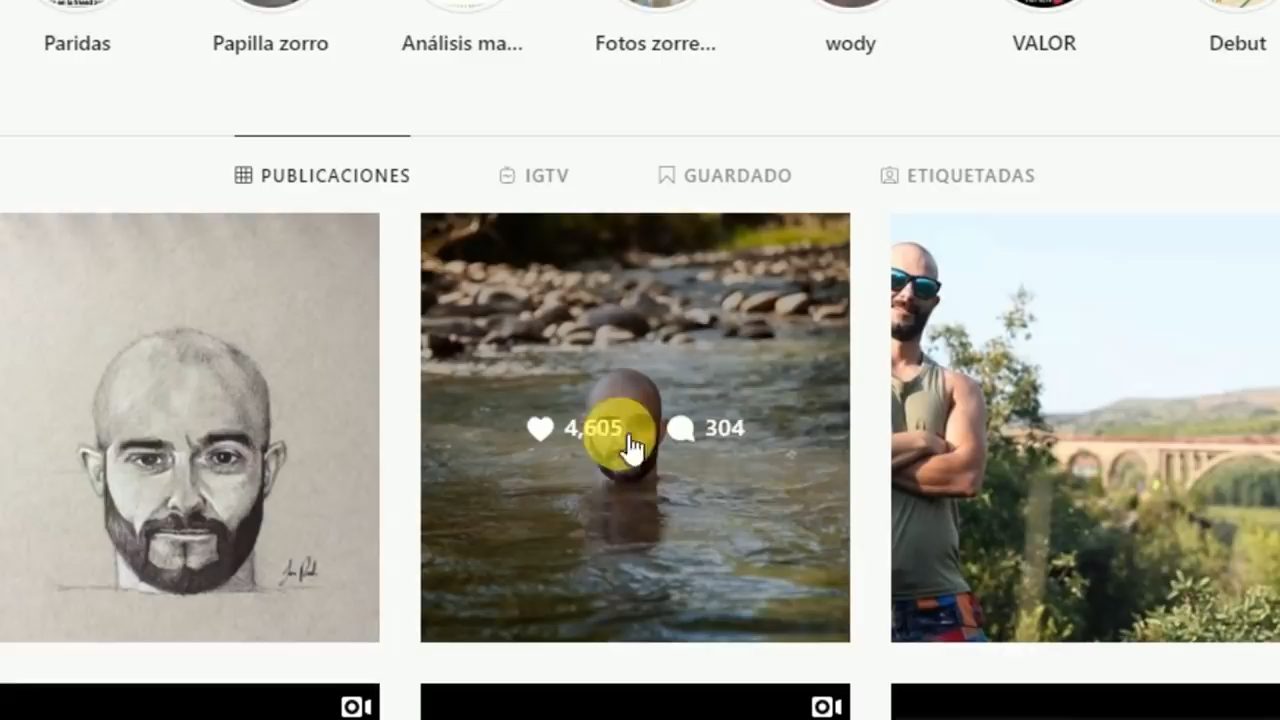 Paridas Papilla zorro Análisis ma... Fotos zorre... wody VALOR Debut
PUBLICACIONES IGTV GUARDADO ETIQUETADAS
4,605 304